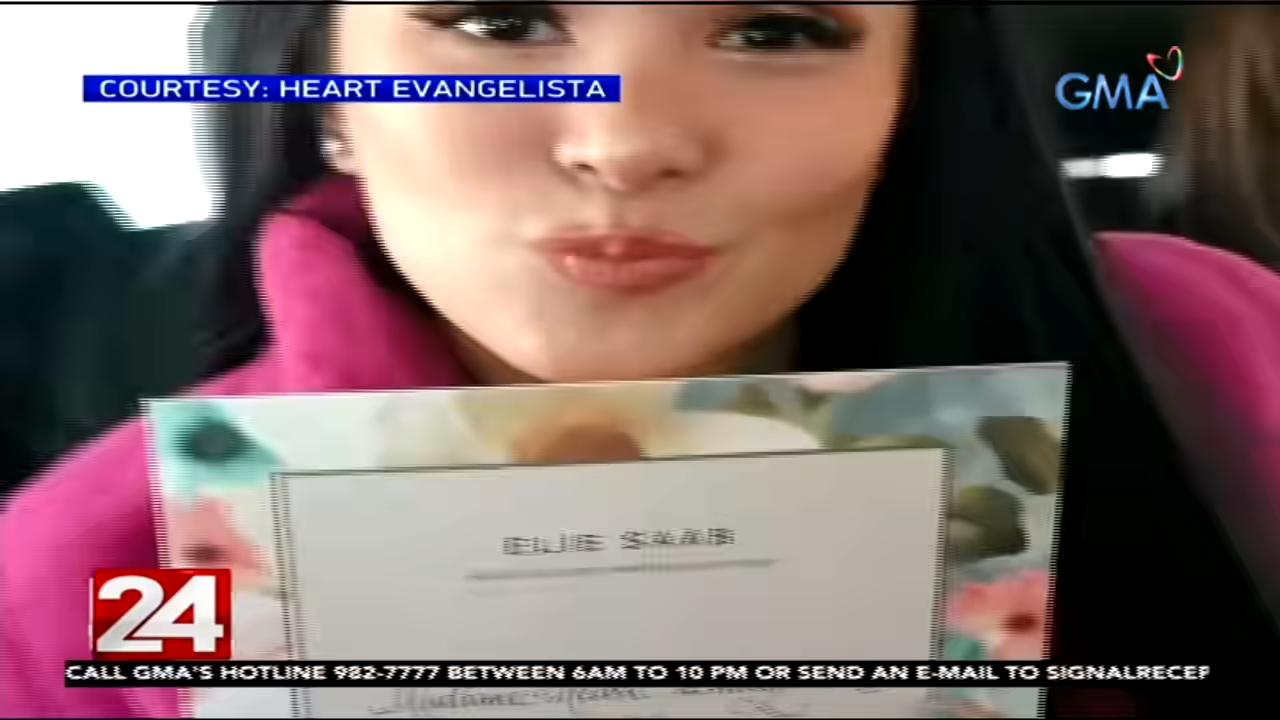 COURTESY: HEART EVANGELISTA
GMA
ELIE SAAB
24
CALL GMA'S HOTLINE 982-7777 BETWEEN 6AM TO 10 PM OR SEND AN E-MAIL TO SIGNALRECEP
Madame